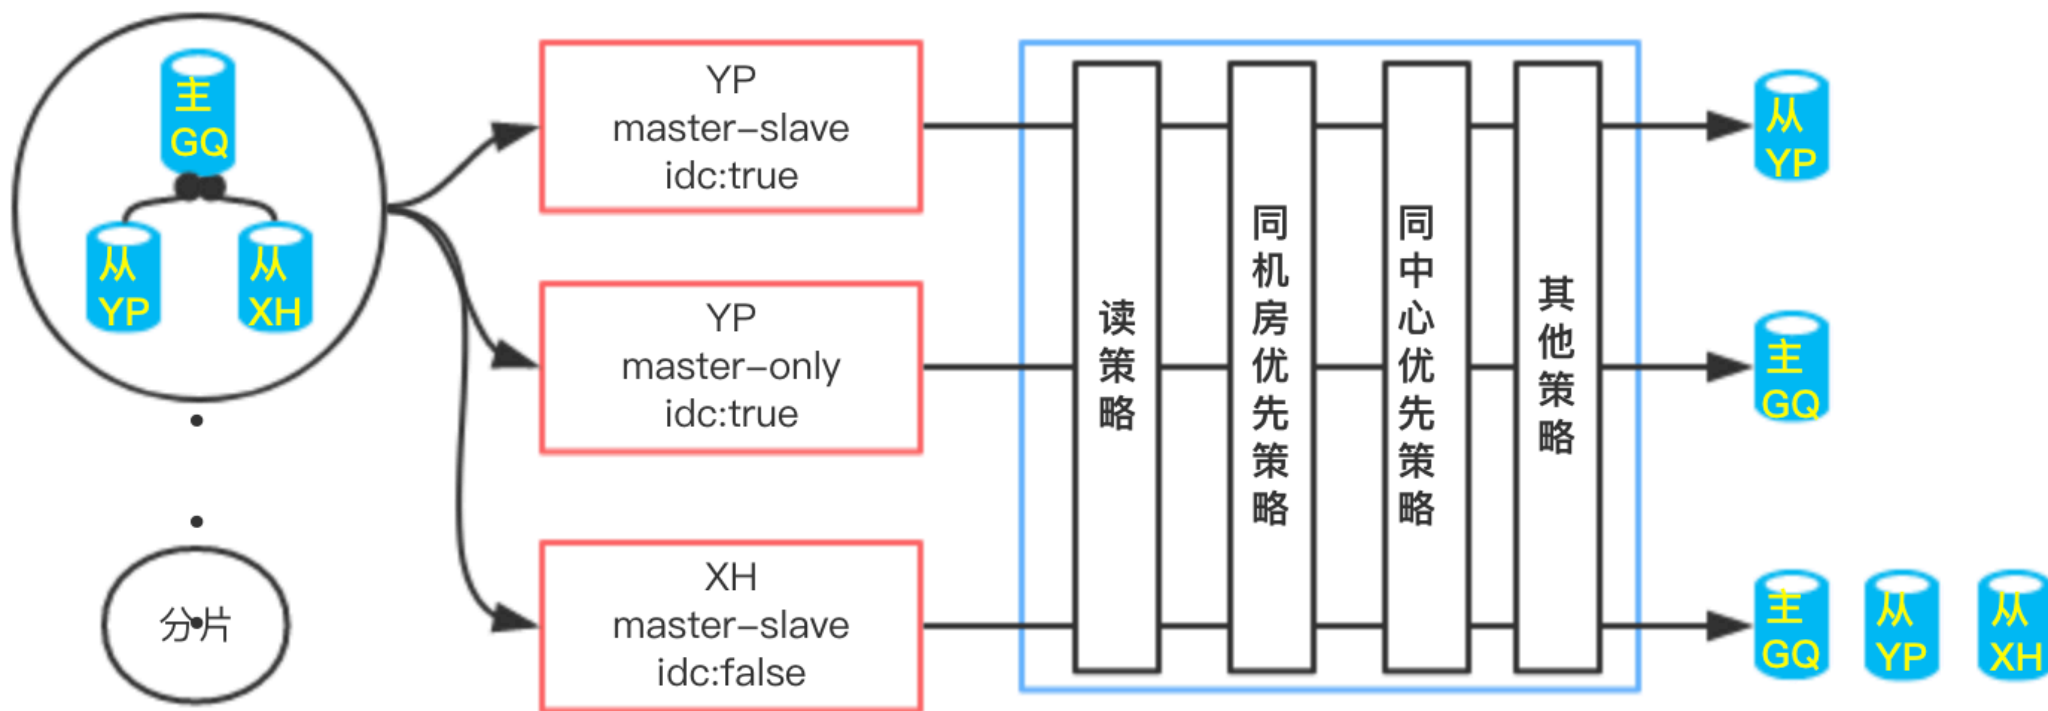 主
GQ
从
YP
从
XH
分片
YP
master-slave
idc:true
YP
master-only
idc:true
XH
master-slave
idc:false
读策略
同机房优先策略
同中心优先策略
其他策略
从
YP
主
GQ
主
GQ
从
YP
从
XH